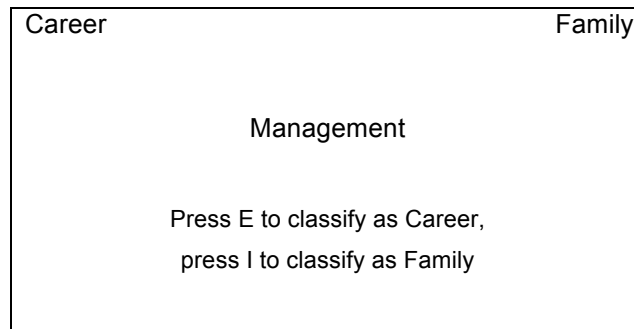 Career Family
Management
Press E to classify as Career,
press I to classify as Family